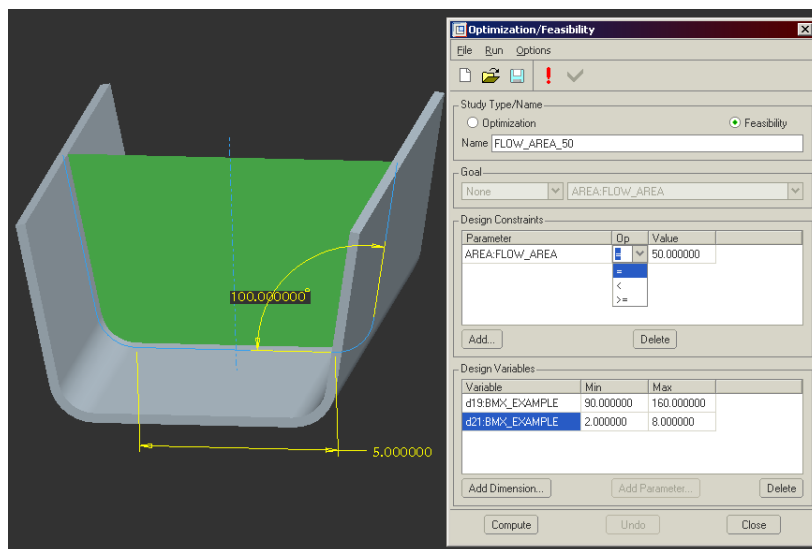 Optimization/Feasibility
File Run Options
Study Type/Name
Optimization Feasibility
Name FLOW_AREA_50
Goal
None AREA:FLOW_AREA
Design Constraints
Parameter Op Value
AREA:FLOW_AREA = 50.000000
=
<
>=
Add... Delete
Design Variables
Variable Min Max
d19:BMX_EXAMPLE 90.000000 160.000000
d21:BMX_EXAMPLE 2.000000 8.000000
Add Dimension... Add Parameter... Delete
Compute Undo Close
100.000000°
5.000000